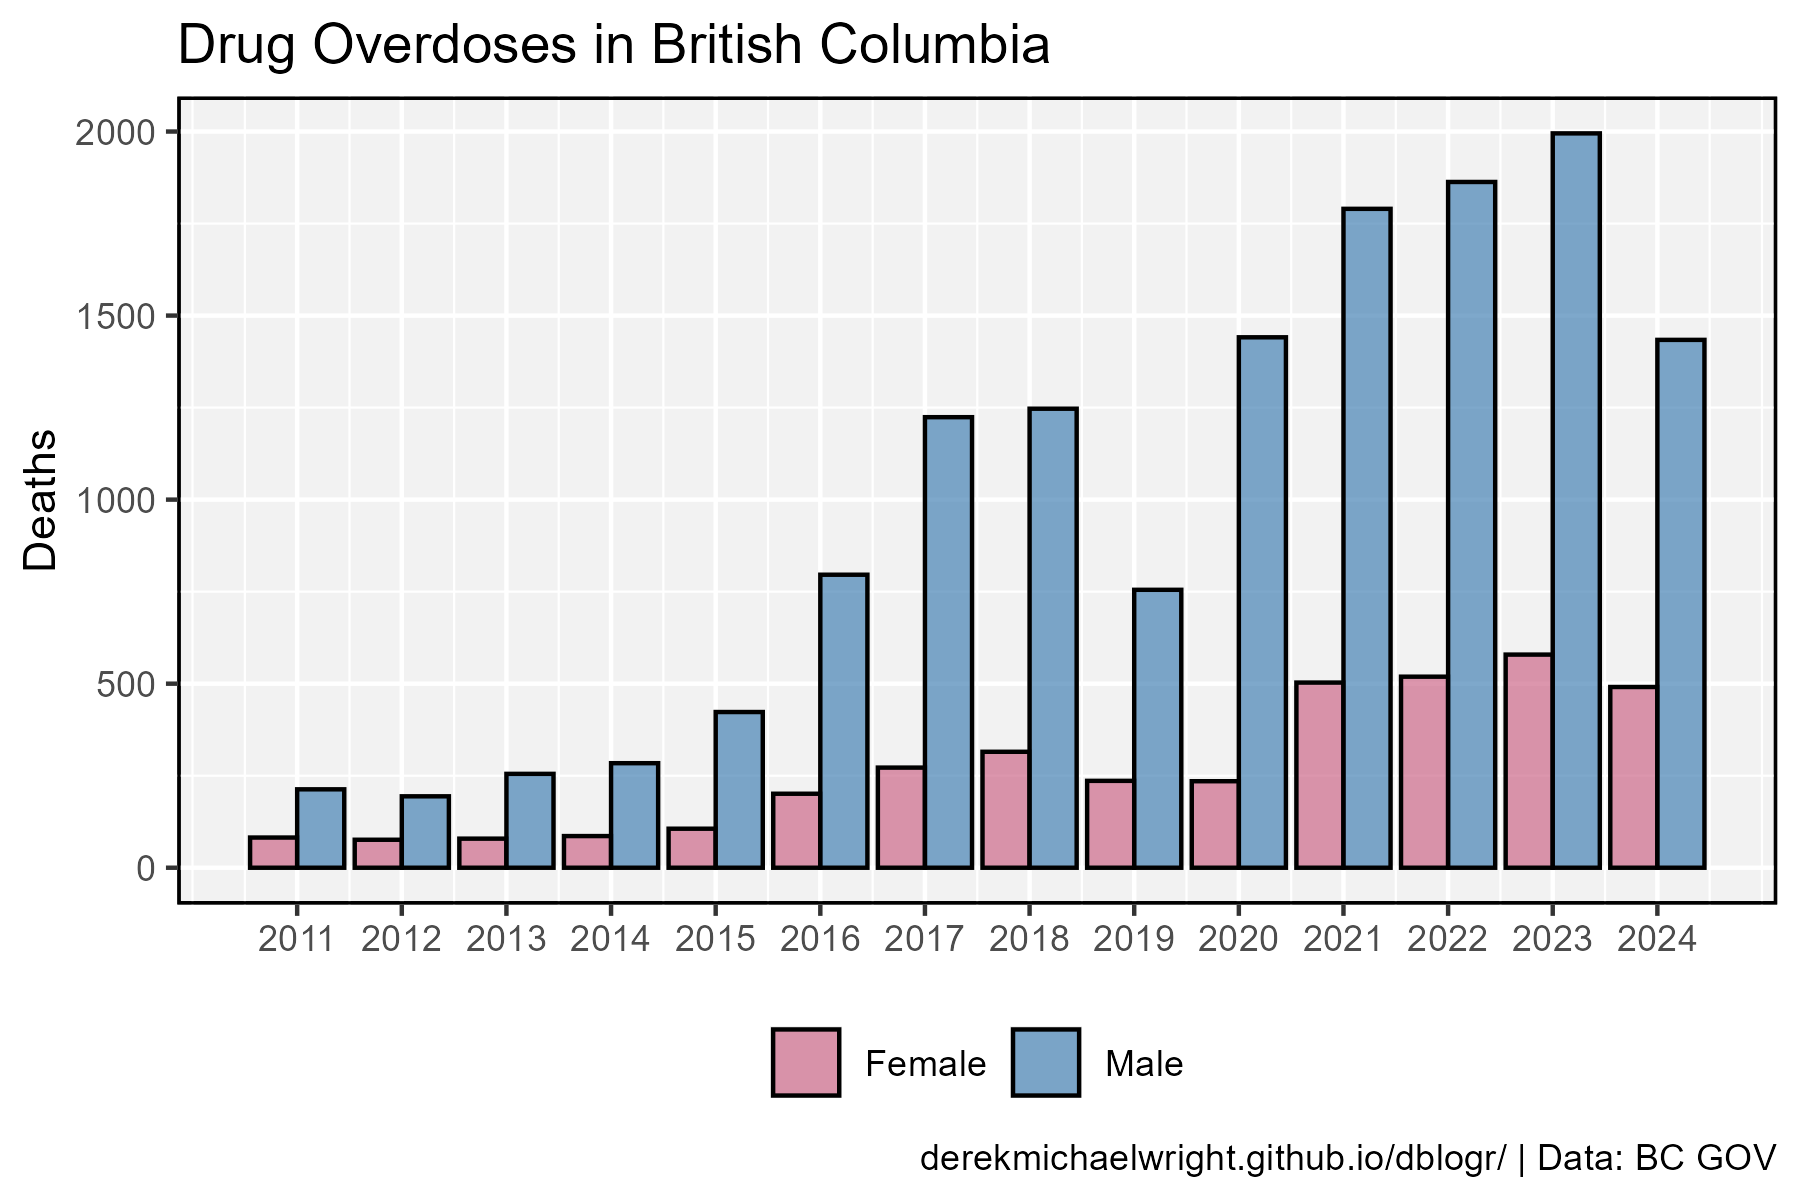 Drug Overdoses in British Columbia
Deaths
2000
1500
1000
500
0
2011 2012 2013 2014 2015 2016 2017 2018 2019 2020 2021 2022 2023 2024
Female Male
derekmichaelwright.github.io/dblogr/ | Data: BC GOV